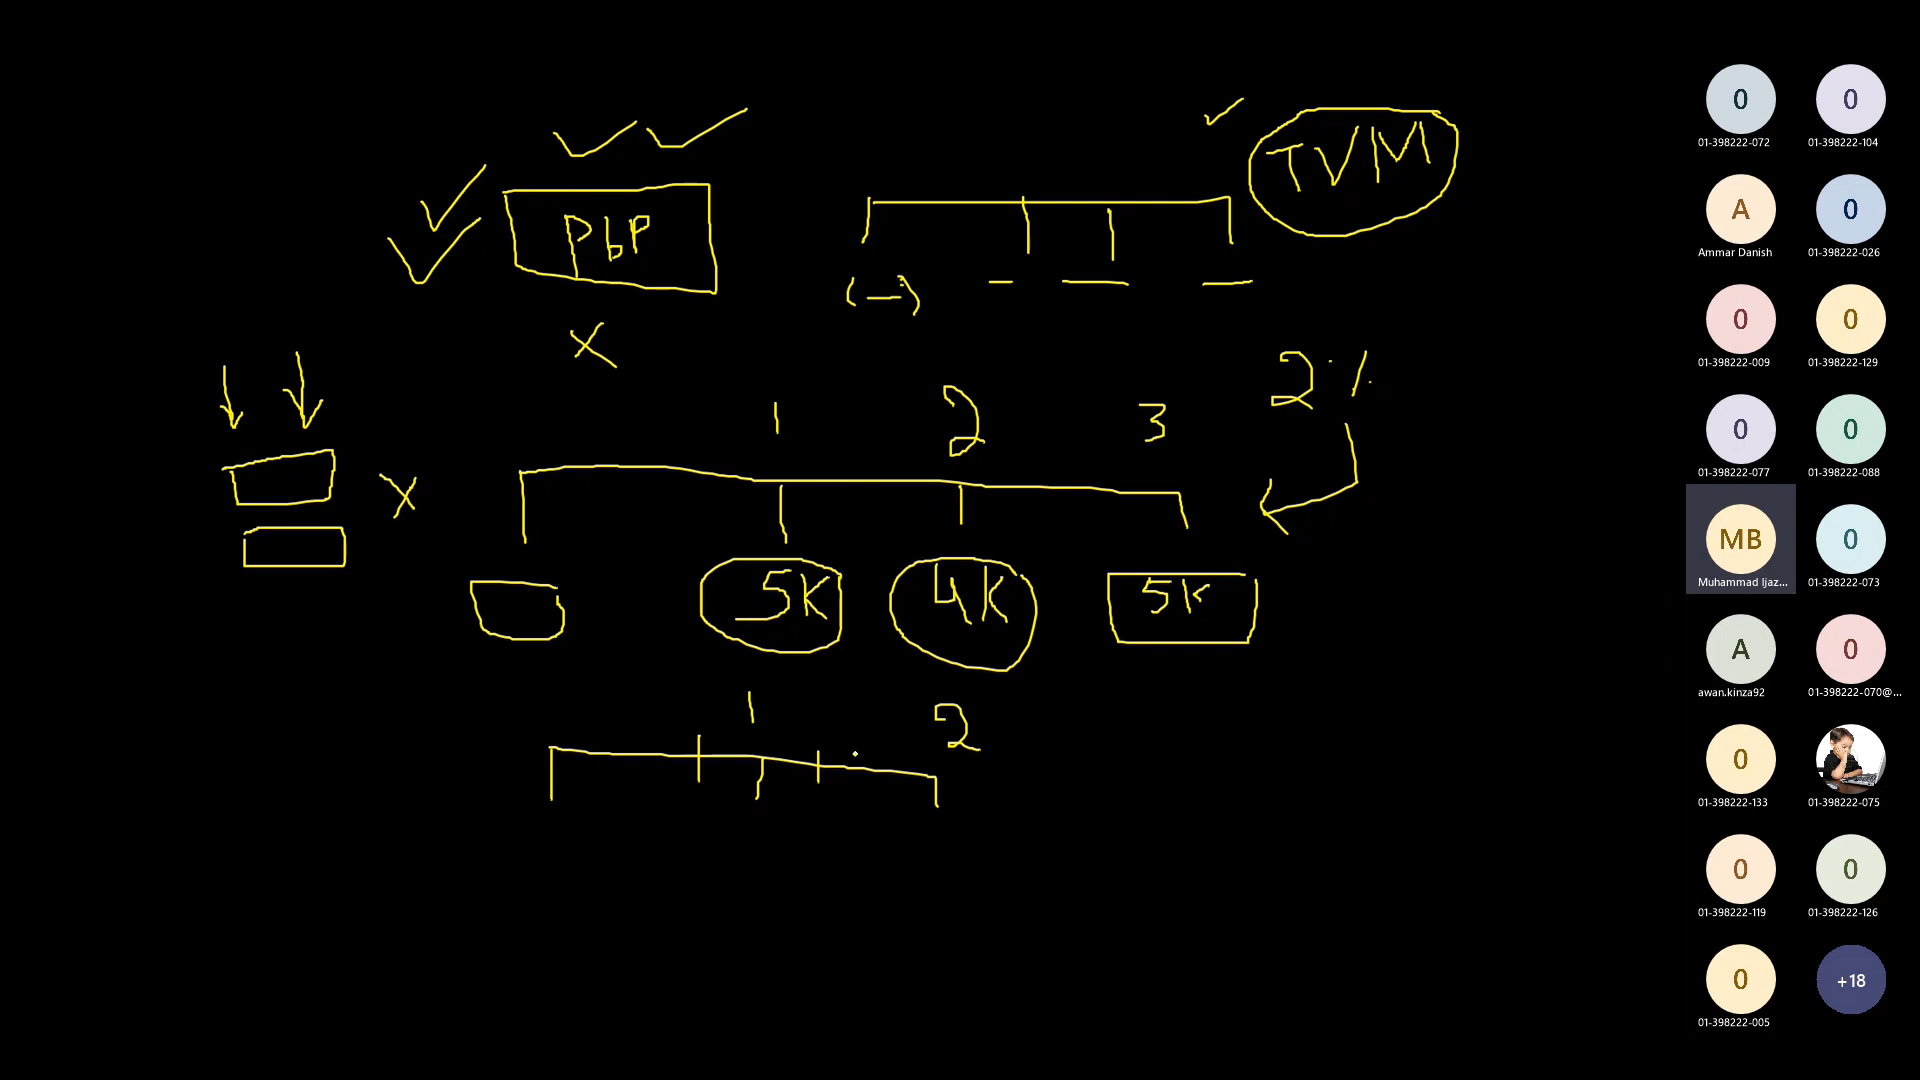 TVM
PbP
(—)
2%
1 2 3
X
X
5K 4K 5K
1 2
0 0
01-398222-072 01-398222-104
A 0
Ammar Danish 01-398222-026
0 0
01-398222-009 01-398222-129
0 0
01-398222-077 01-398222-088
MB 0
Muhammad Ijaz... 01-398222-073
A 0
awan.kinza92 01-398222-070@...
0
01-398222-133 01-398222-075
0 0
01-398222-119 01-398222-126
0 +18
01-398222-005